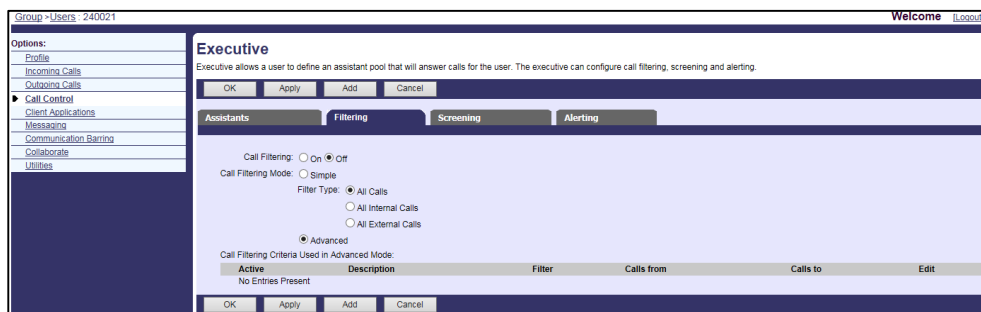 Group >Users : 240021
Welcome [Logout
Options:
Profile
Incoming Calls
Outgoing Calls
Call Control
Client Applications
Messaging
Communication Barring
Collaborate
Utilities
Executive
Executive allows a user to define an assistant pool that will answer calls for the user. The executive can configure call filtering, screening and alerting.
OK Apply Add Cancel
Assistants Filtering Screening Alerting
Call Filtering: On Off
Call Filtering Mode: Simple
Filter Type: All Calls
All Internal Calls
All External Calls
Advanced
Call Filtering Criteria Used in Advanced Mode:
Active Description Filter Calls from Calls to Edit
No Entries Present
OK Apply Add Cancel